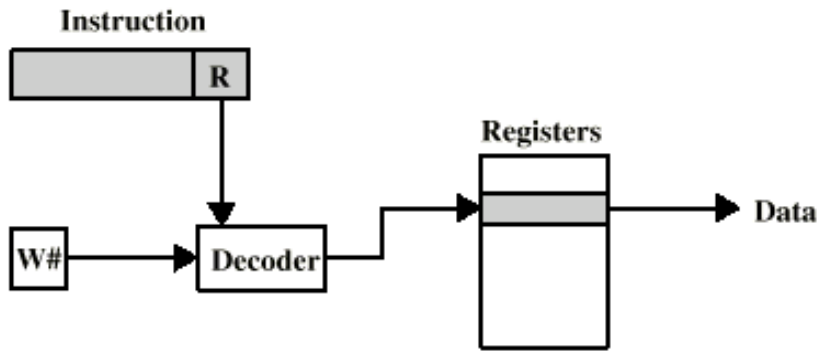 Instruction
R
Registers
Data
W#
Decoder